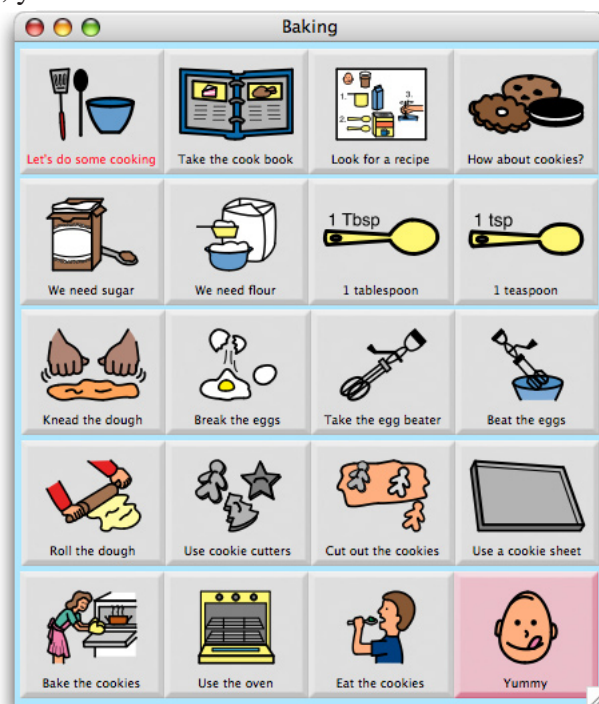 Baking
Let's do some cooking
Take the cook book
Look for a recipe
How about cookies?
We need sugar
We need flour
1 Tbsp
1 tablespoon
1 tsp
1 teaspoon
Knead the dough
Break the eggs
Take the egg beater
Beat the eggs
Roll the dough
Use cookie cutters
Cut out the cookies
Use a cookie sheet
Bake the cookies
Use the oven
Eat the cookies
Yummy